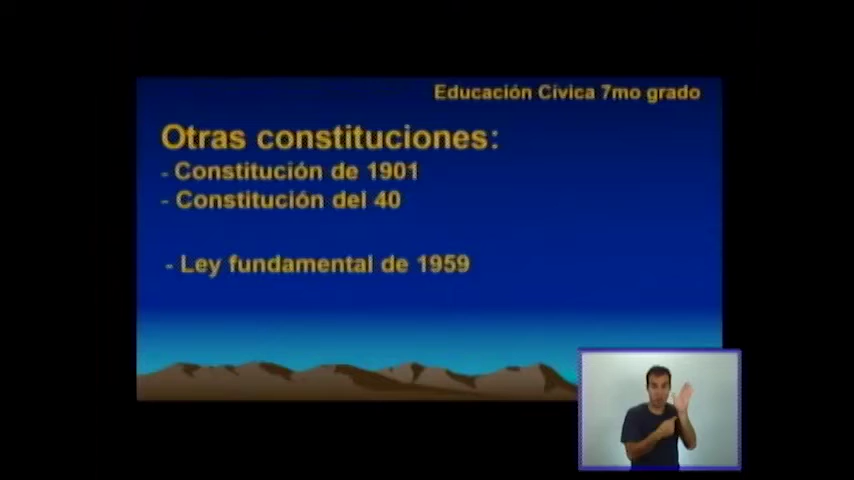 Educación Cívica 7mo grado
Otras constituciones:
- Constitución de 1901
- Constitución del 40
- Ley fundamental de 1959